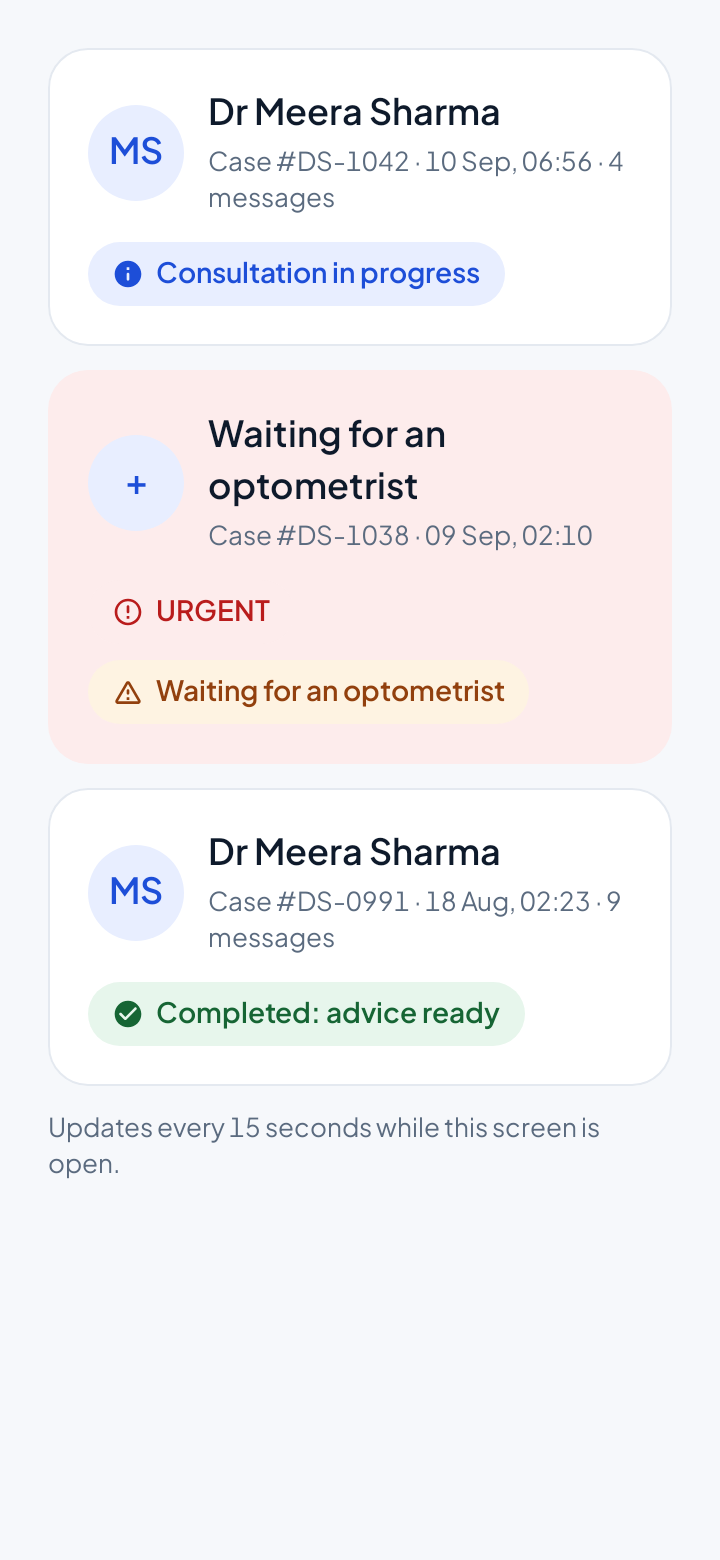 MS
Dr Meera Sharma
Case #DS-1042 · 10 Sep, 06:56 · 4
messages
Consultation in progress
+
Waiting for an
optometrist
Case #DS-1038 · 09 Sep, 02:10
URGENT
Waiting for an optometrist
MS
Dr Meera Sharma
Case #DS-0991 · 18 Aug, 02:23 · 9
messages
Completed: advice ready
Updates every 15 seconds while this screen is
open.